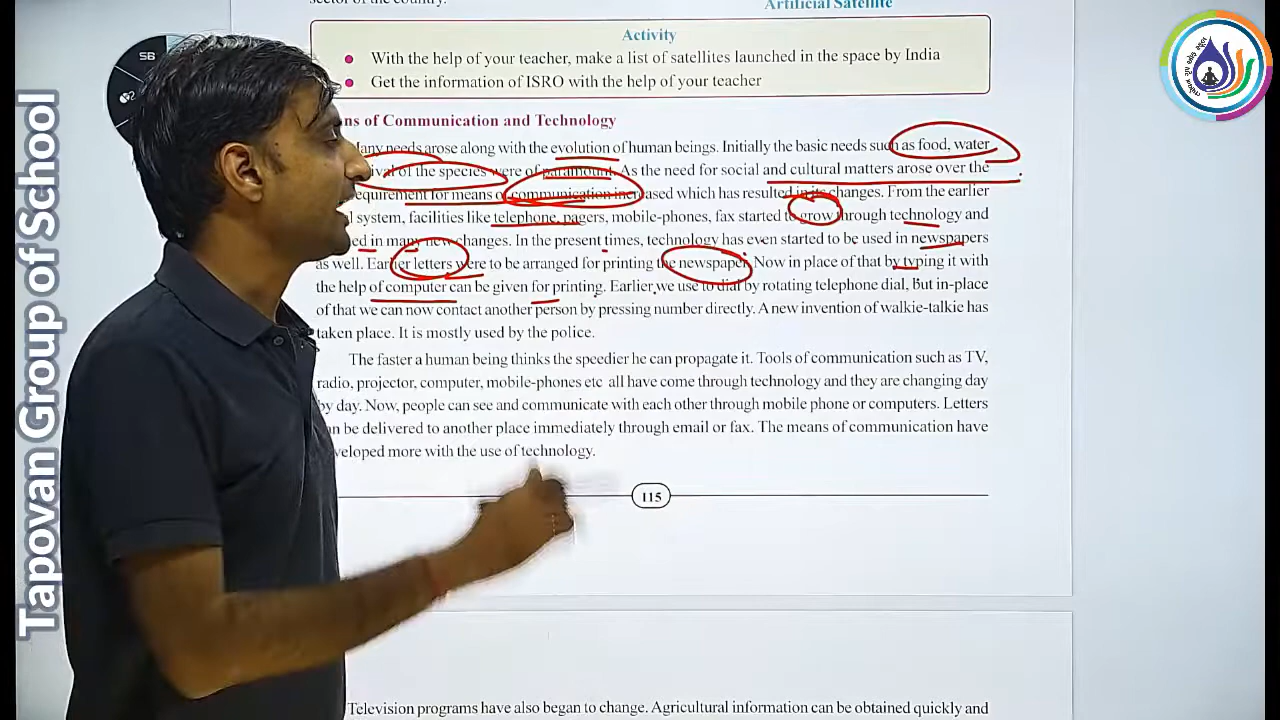 sector of the country.
Artificial Satellite
Activity
With the help of your teacher, make a list of satellites launched in the space by India
Get the information of ISRO with the help of your teacher
of Communication and Technology
needs arose along with the evolution of human beings. Initially the basic needs such as food, water
of the species were of paramount. As the need for social and cultural matters arose over the
requirement for means of communication increased which has resulted in its changes. From the earlier
system, facilities like telephone, pagers, mobile-phones, fax started to grow through technology and
in many new changes. In the present times, technology has even started to be used in newspapers
as well. Earlier letters were to be arranged for printing the newspaper. Now in place of that by typing it with
the help of computer can be given for printing. Earlier we use to dial by rotating telephone dial, But in-place
of that we can now contact another person by pressing number directly. A new invention of walkie-talkie has
taken place. It is mostly used by the police.
The faster a human being thinks the speedier he can propagate it. Tools of communication such as TV,
radio, projector, computer, mobile-phones etc all have come through technology and they are changing day
by day. Now, people can see and communicate with each other through mobile phone or computers. Letters
be delivered to another place immediately through email or fax. The means of communication have
more with the use of technology.
115
Television programs have also began to change. Agricultural information can be obtained quickly and
SB
Tapovan Group of School